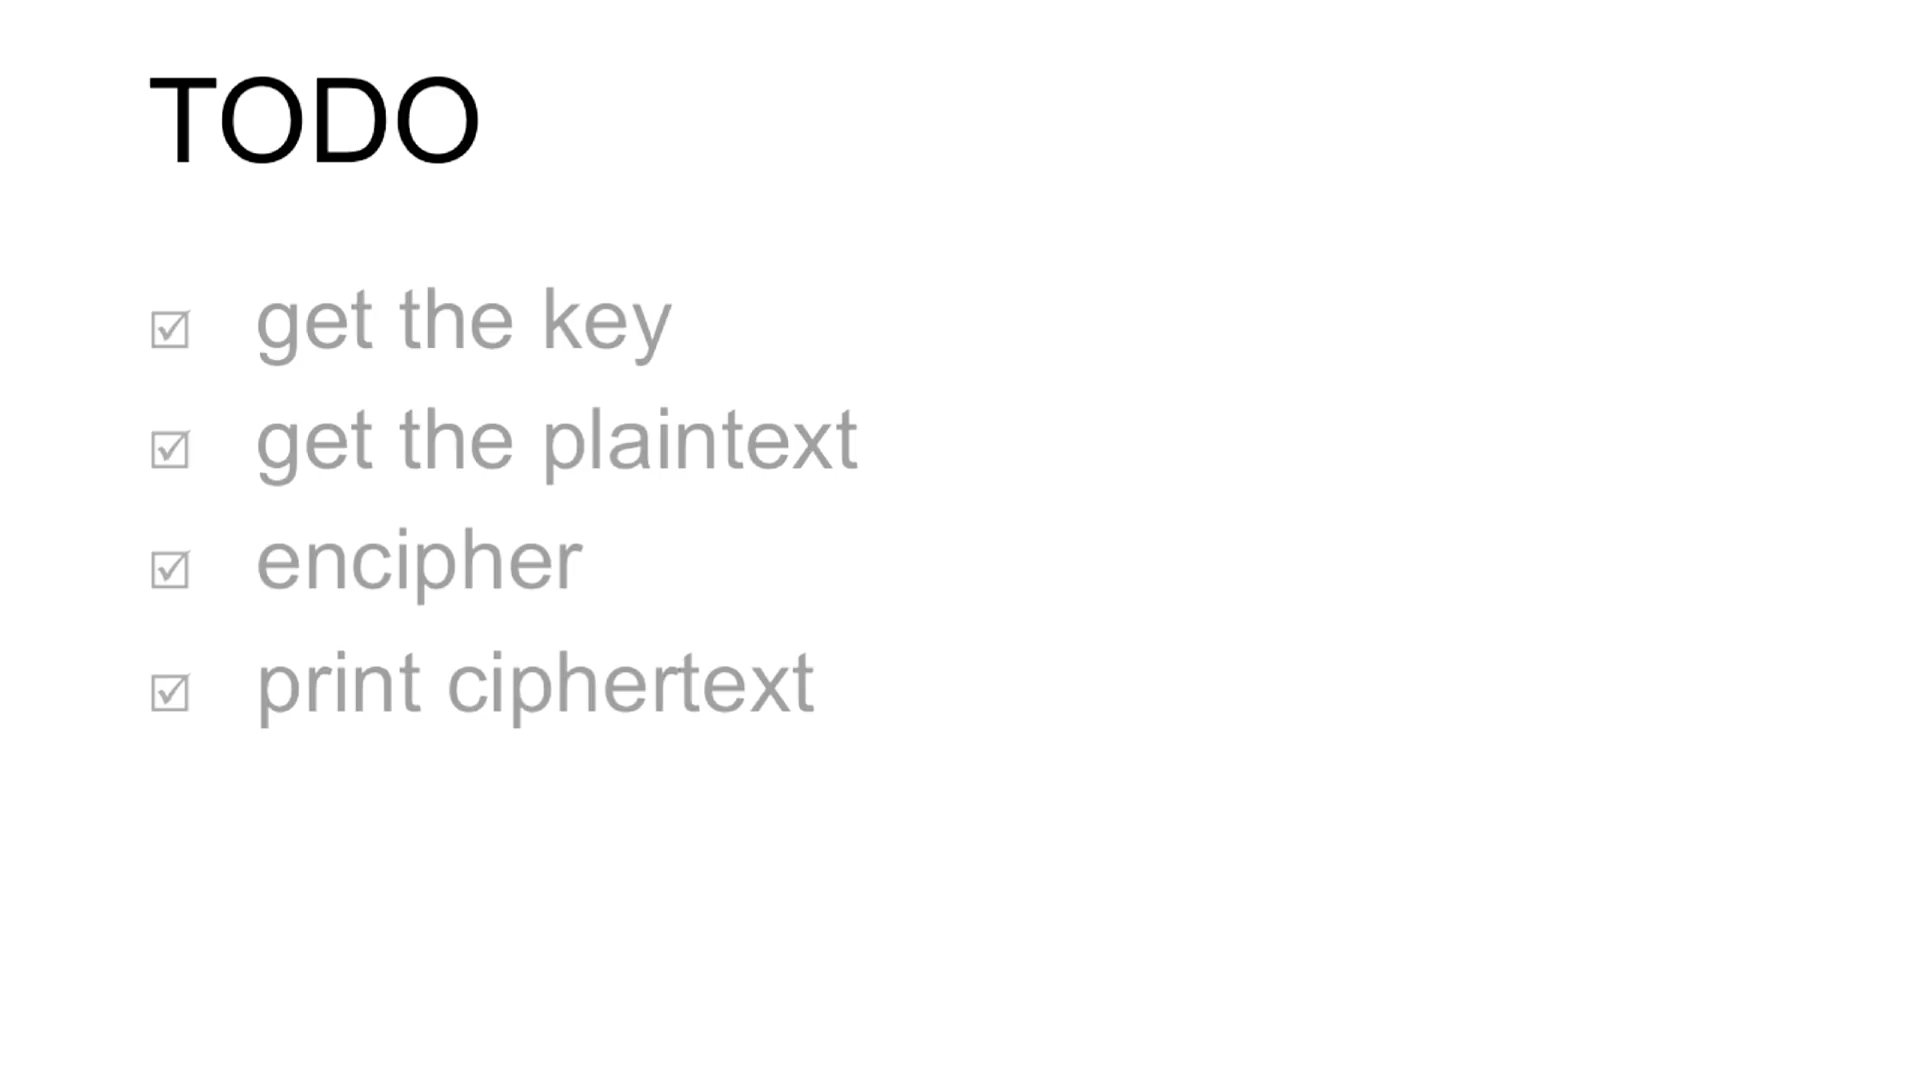 TODO
☑ get the key
☑ get the plaintext
☑ encipher
☑ print ciphertext